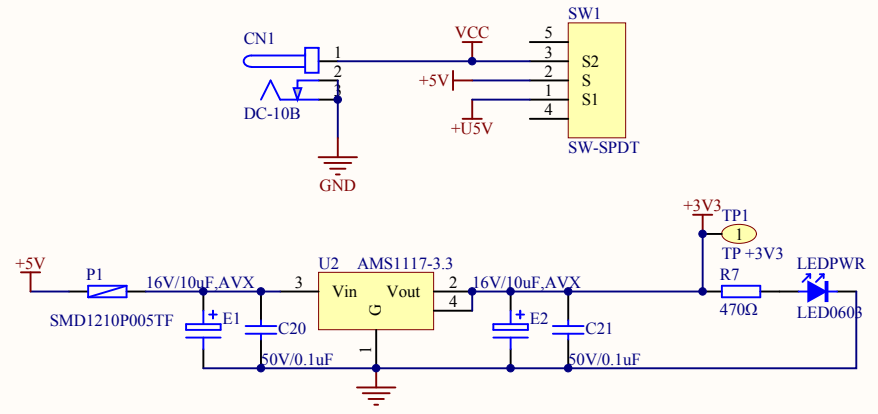 SW1
CN1
VCC
5
1
3
S2
2
+5V
2
S
3
1
S1
DC-10B
4
+U5V
SW-SPDT
GND
+3V3
TP1
1
+5V
U2
AMS1117-3.3
TP +3V3
P1
R7
LEDPWR
16V/10uF,AVX
3
Vin
Vout
2
16V/10uF,AVX
4
G
SMD1210P005TF
+
E1
C20
+
E2
C21
470Ω
LED0603
1
50V/0.1uF
50V/0.1uF